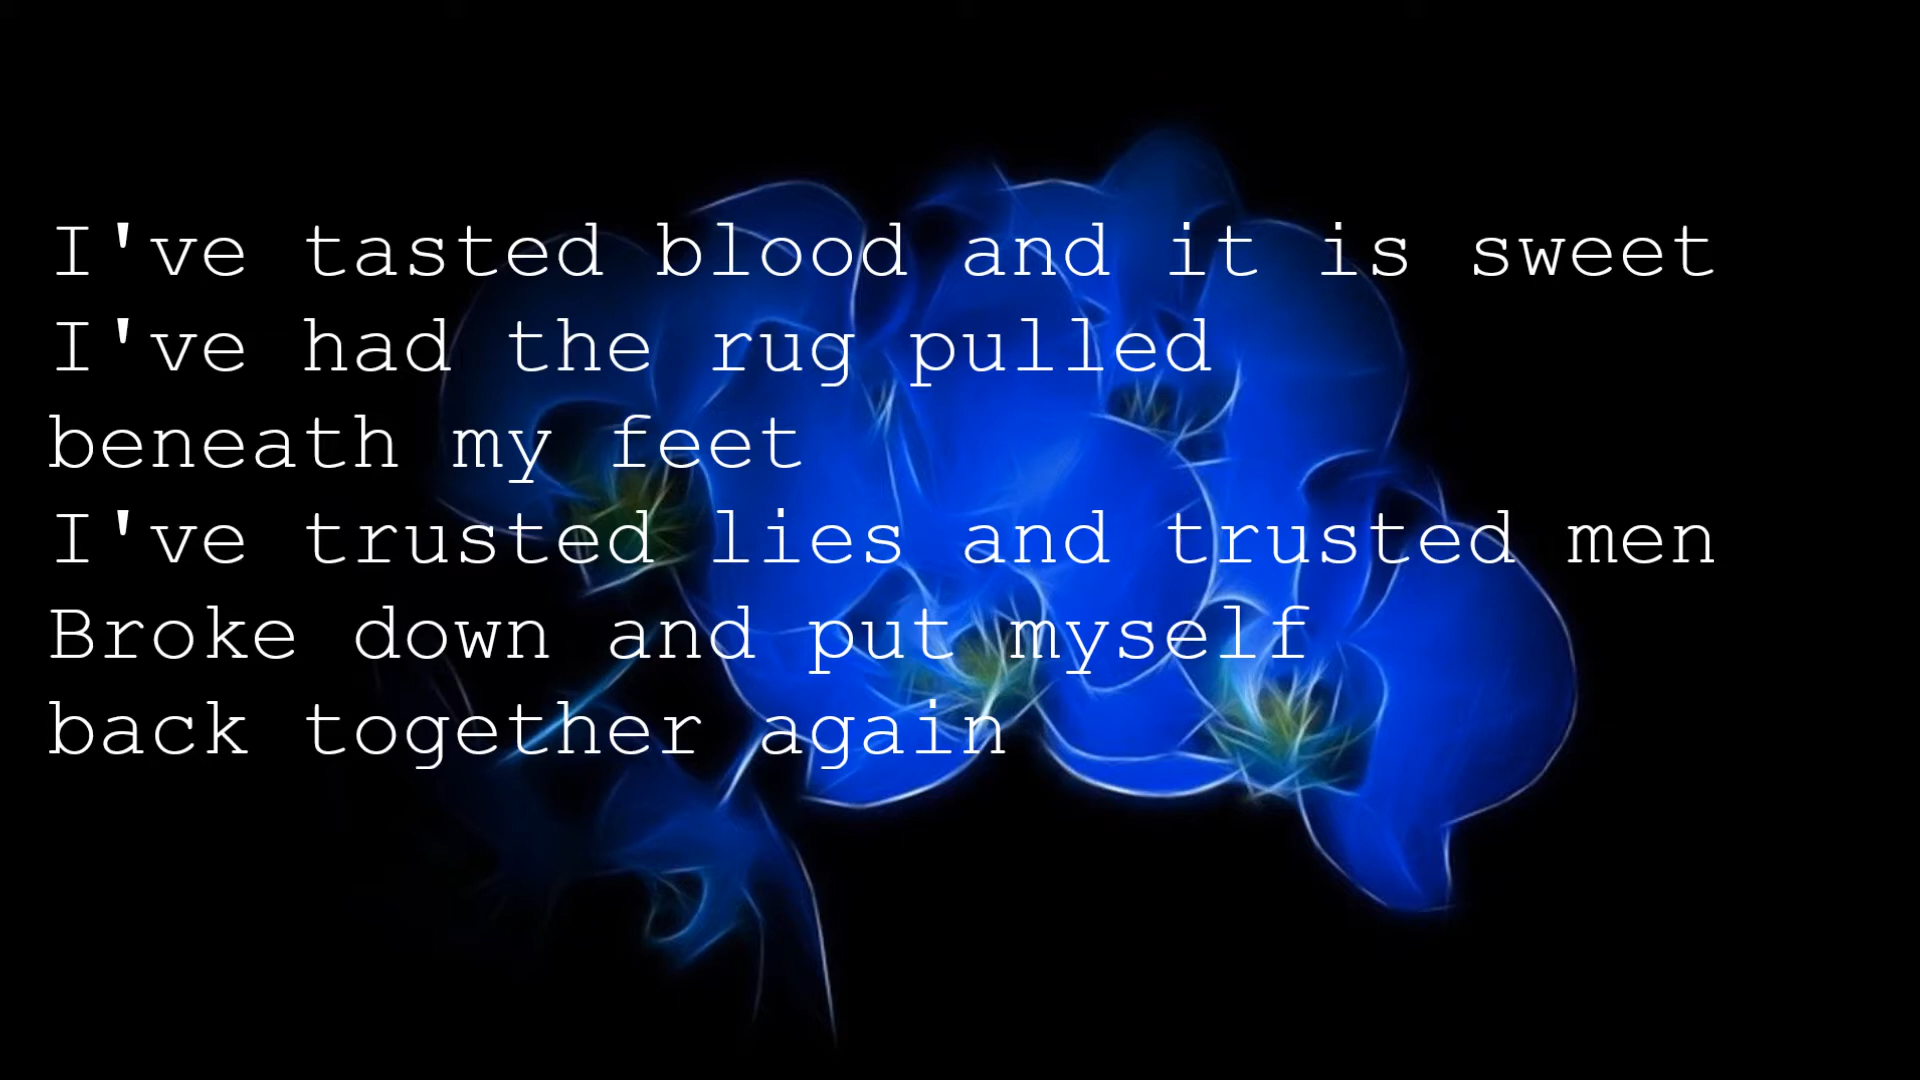 I've tasted blood and it is sweet
I've had the rug pulled
beneath my feet
I've trusted lies and trusted men
Broke down and put myself
back together again